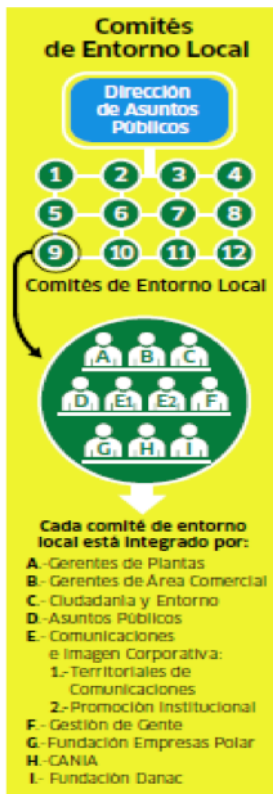 Comités
de Entorno Local
Dirección
de Asuntos
Públicos
1 2 3 4
5 6 7 8
9 10 11 12
Comités de Entorno Local
A B C
D E1 E2 F
G H I
Cada comité de entorno
local está integrado por:
A.-Gerentes de Plantas
B.- Gerentes de Área Comercial
C.- Ciudadanía y Entorno
D.-Asuntos Públicos
E.- Comunicaciones
e Imagen Corporativa:
1.-Territoriales de
Comunicaciones
2.-Promoción Institucional
F.- Gestión de Gente
G.-Fundación Empresas Polar
H.-CANIA
I.- Fundación Danac